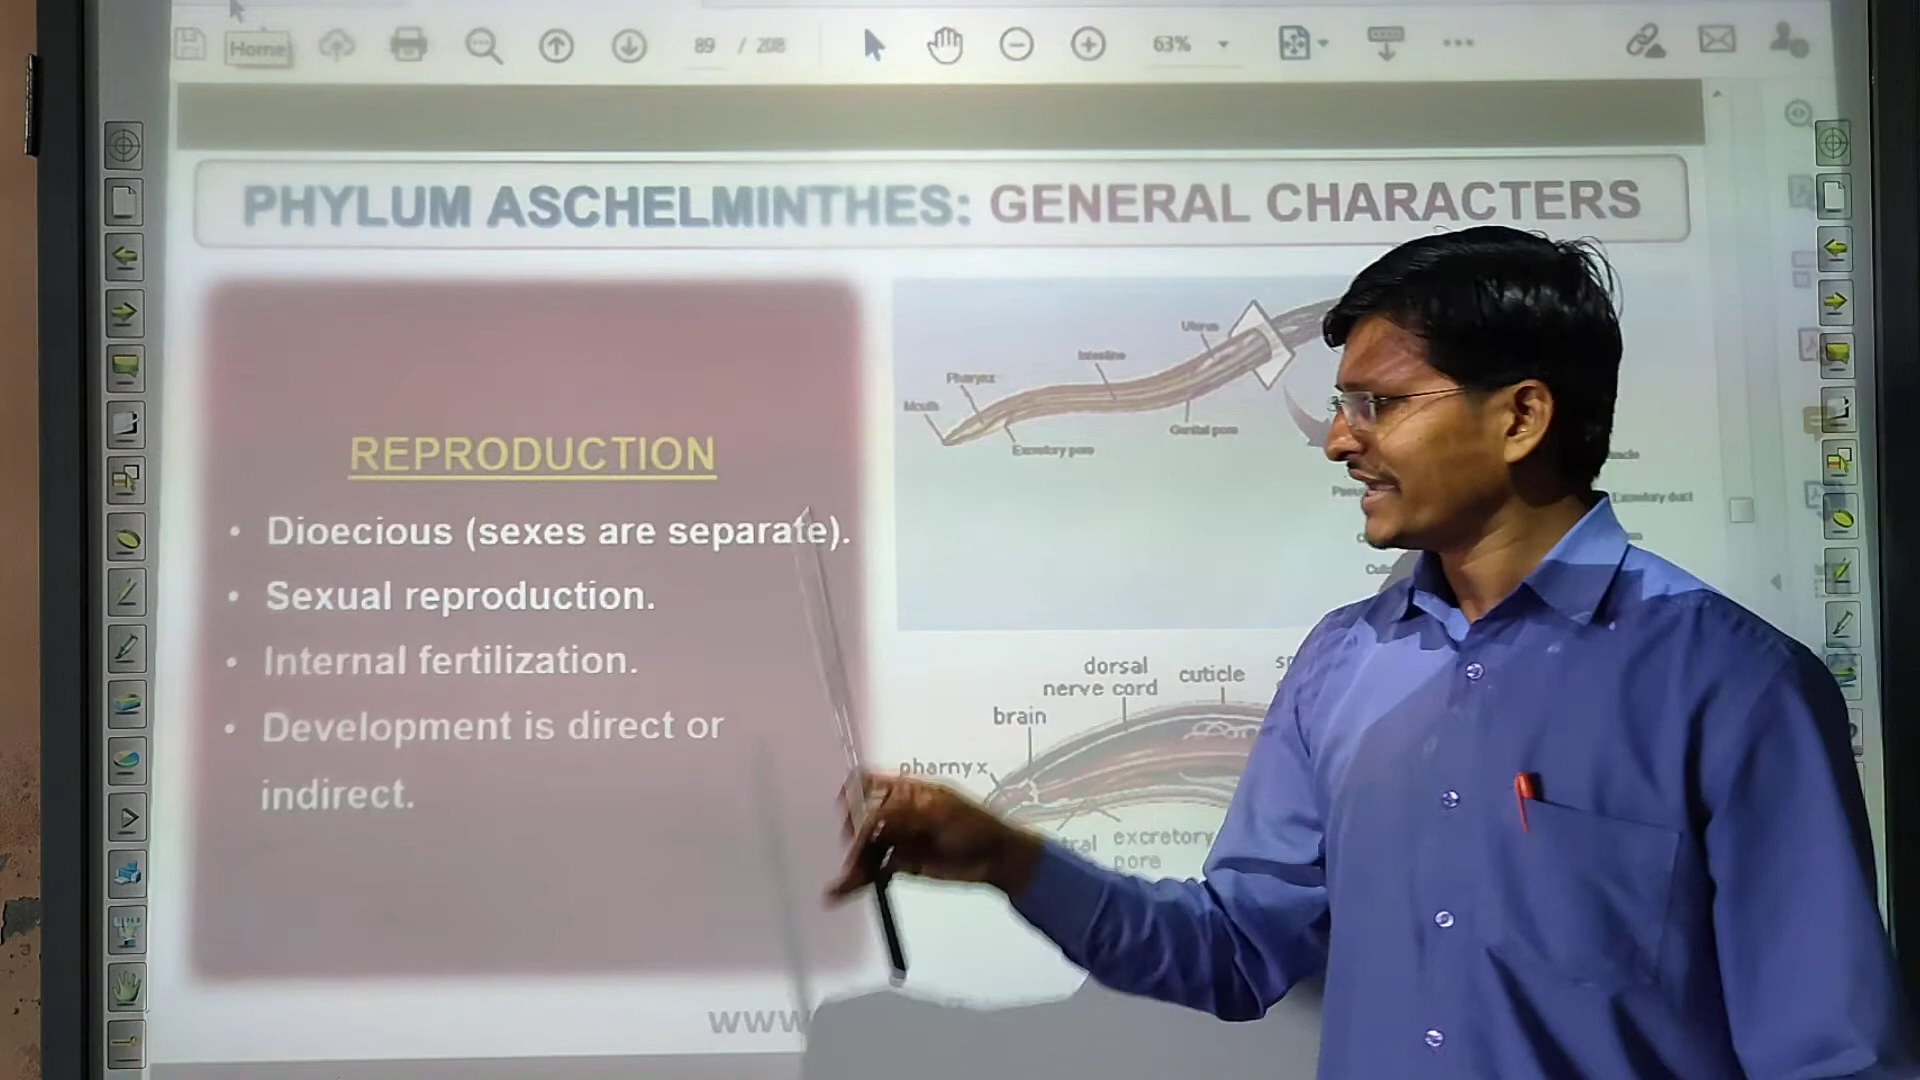 Home
89 / 208
63%
PHYLUM ASCHELMINTHES: GENERAL CHARACTERS
REPRODUCTION
• Dioecious (sexes are separate).
• Sexual reproduction.
• Internal fertilization.
• Development is direct or
indirect.
Uterus
Intestine
Pharynx
Mouth
Excretory pore
Genital pore
Excretory duct
dorsal
nerve cord
cuticle
brain
pharnyx
excretory
pore
www